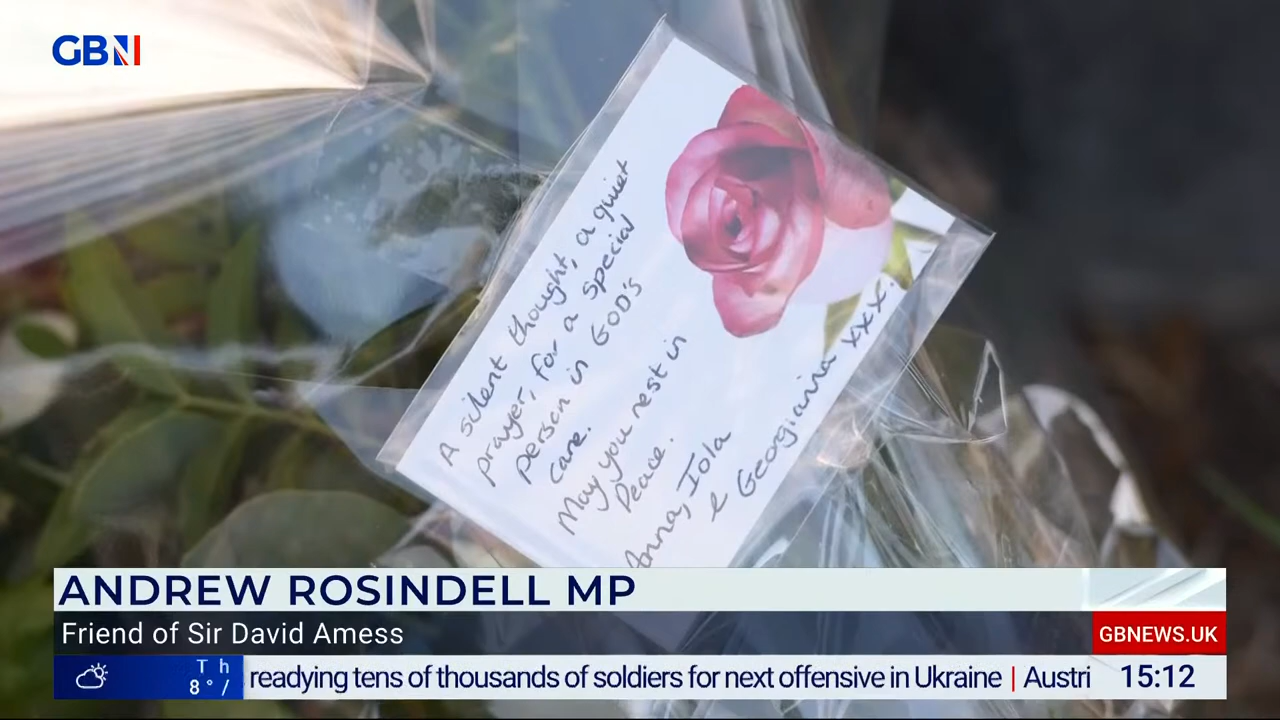 GBN
A silent thought, a quiet
prayer, for a special
person in GOD's
care.
May you rest in
Peace.
Anna, Iola
e Georgianna xxx.
ANDREW ROSINDELL MP
Friend of Sir David Amess
GBNEWS.UK
T h
8° /
readying tens of thousands of soldiers for next offensive in Ukraine | Austri
15:12